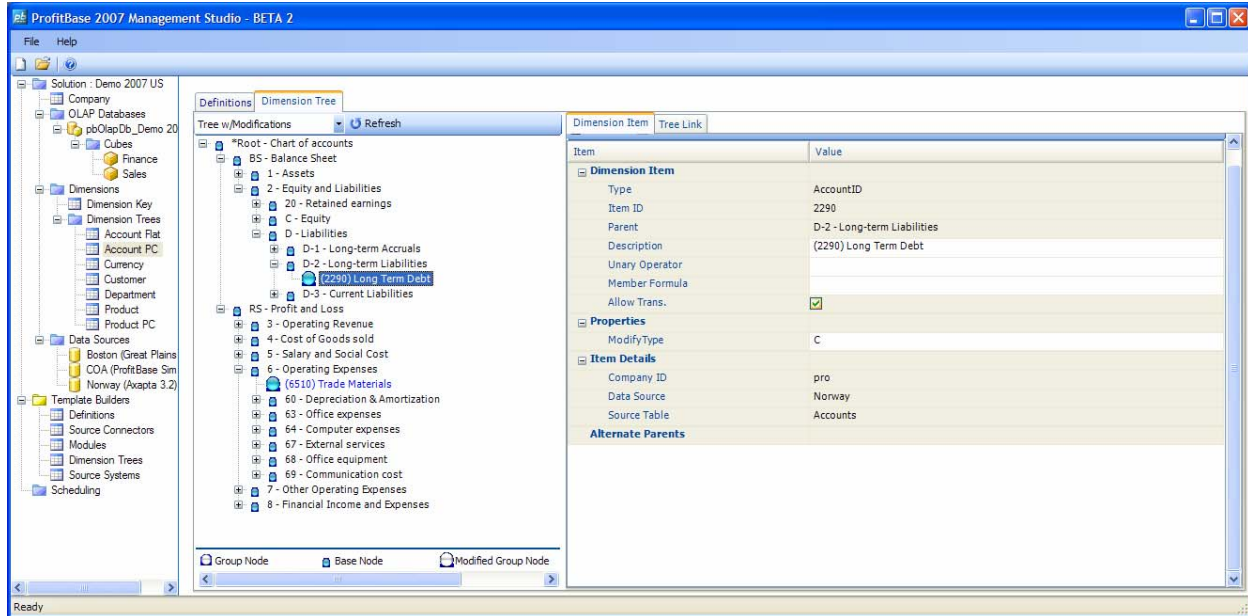 ProfitBase 2007 Management Studio - BETA 2
File Help
Solution : Demo 2007 US
Company
OLAP Databases
pbOlapDb_Demo 20
Cubes
Finance
Sales
Dimensions
Dimension Key
Dimension Trees
Account Flat
Account PC
Currency
Customer
Department
Product
Product PC
Data Sources
Boston (Great Plains
COA (ProfitBase Sim
Norway (Axapta 3.2)
Template Builders
Definitions
Source Connectors
Modules
Dimension Trees
Source Systems
Scheduling
Definitions Dimension Tree
Tree w/Modifications Refresh
*Root - Chart of accounts
BS - Balance Sheet
1 - Assets
2 - Equity and Liabilities
20 - Retained earnings
C - Equity
D - Liabilities
D-1 - Long-term Accruals
D-2 - Long-term Liabilities
(2290) Long Term Debt
D-3 - Current Liabilities
RS - Profit and Loss
3 - Operating Revenue
4 - Cost of Goods sold
5 - Salary and Social Cost
6 - Operating Expenses
(6510) Trade Materials
60 - Depreciation & Amortization
63 - Office expenses
64 - Computer expenses
67 - External services
68 - Office equipment
69 - Communication cost
7 - Other Operating Expenses
8 - Financial Income and Expenses
Group Node Base Node Modified Group Node
Dimension Item Tree Link
Item Value
Dimension Item
Type AccountID
Item ID 2290
Parent D-2 - Long-term Liabilities
Description (2290) Long Term Debt
Unary Operator
Member Formula
Allow Trans.
Properties
ModifyType C
Item Details
Company ID pro
Data Source Norway
Source Table Accounts
Alternate Parents
Ready